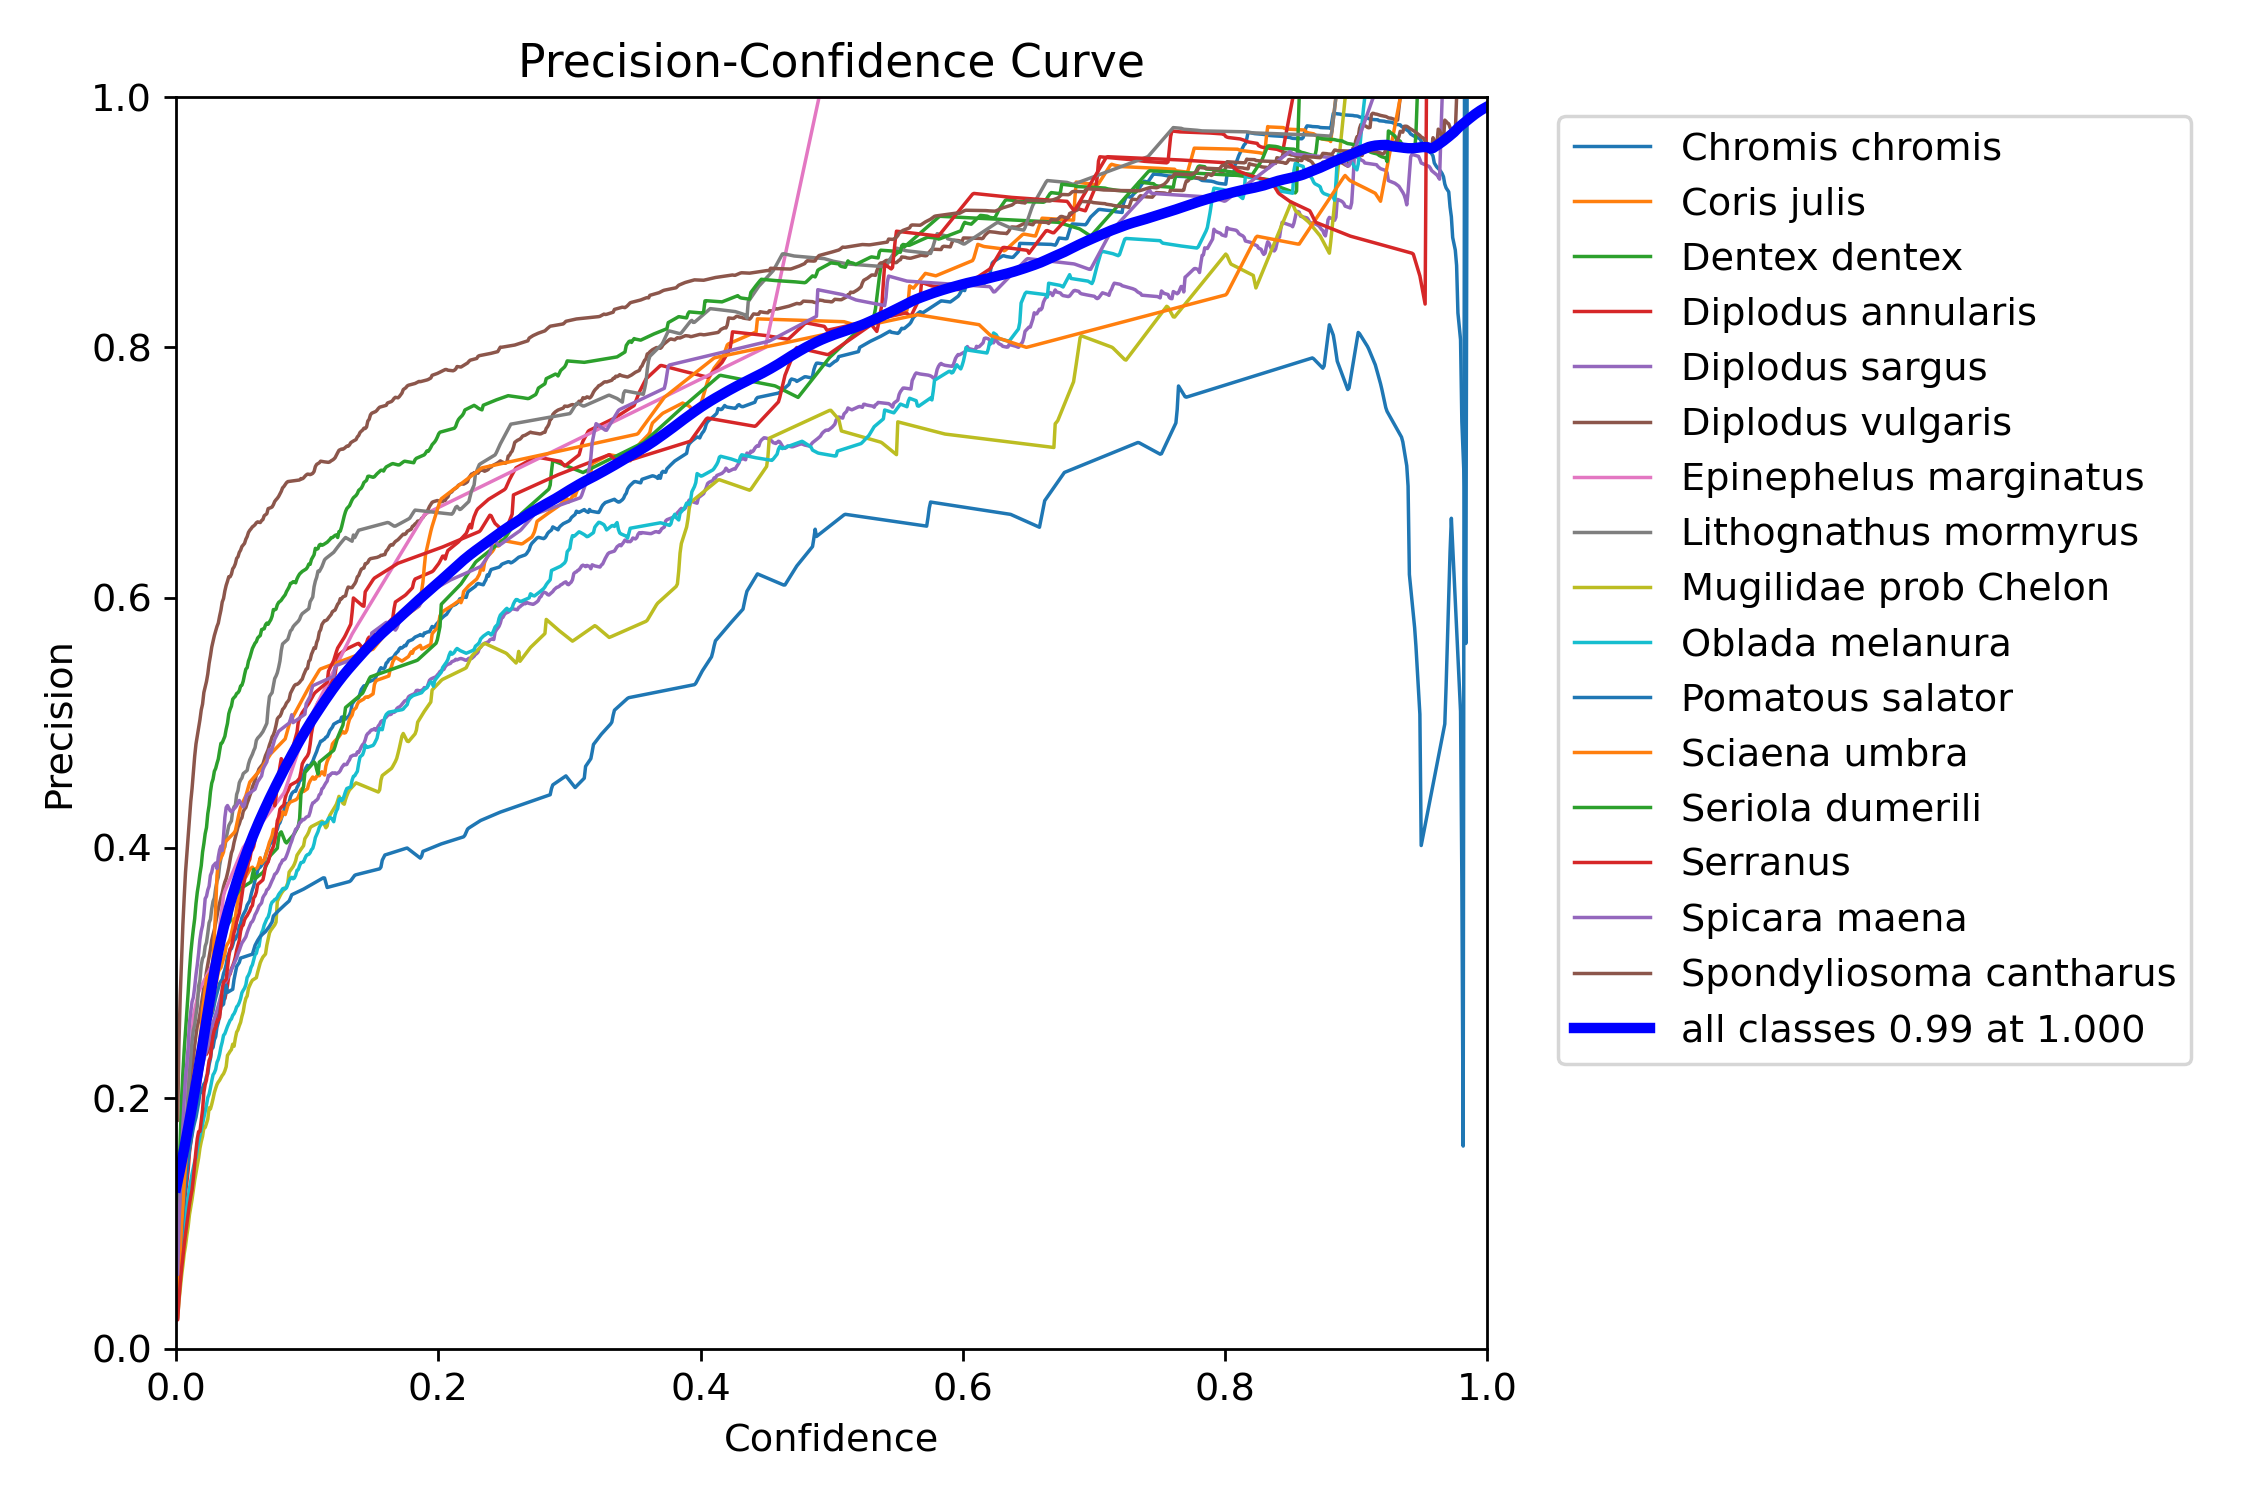 Precision-Confidence Curve
1.0
0.8
0.6
0.4
0.2
0.0
Precision
0.0 0.2 0.4 0.6 0.8 1.0
Confidence
Chromis chromis
Coris julis
Dentex dentex
Diplodus annularis
Diplodus sargus
Diplodus vulgaris
Epinephelus marginatus
Lithognathus mormyrus
Mugilidae prob Chelon
Oblada melanura
Pomatous salator
Sciaena umbra
Seriola dumerili
Serranus
Spicara maena
Spondyliosoma cantharus
all classes 0.99 at 1.000